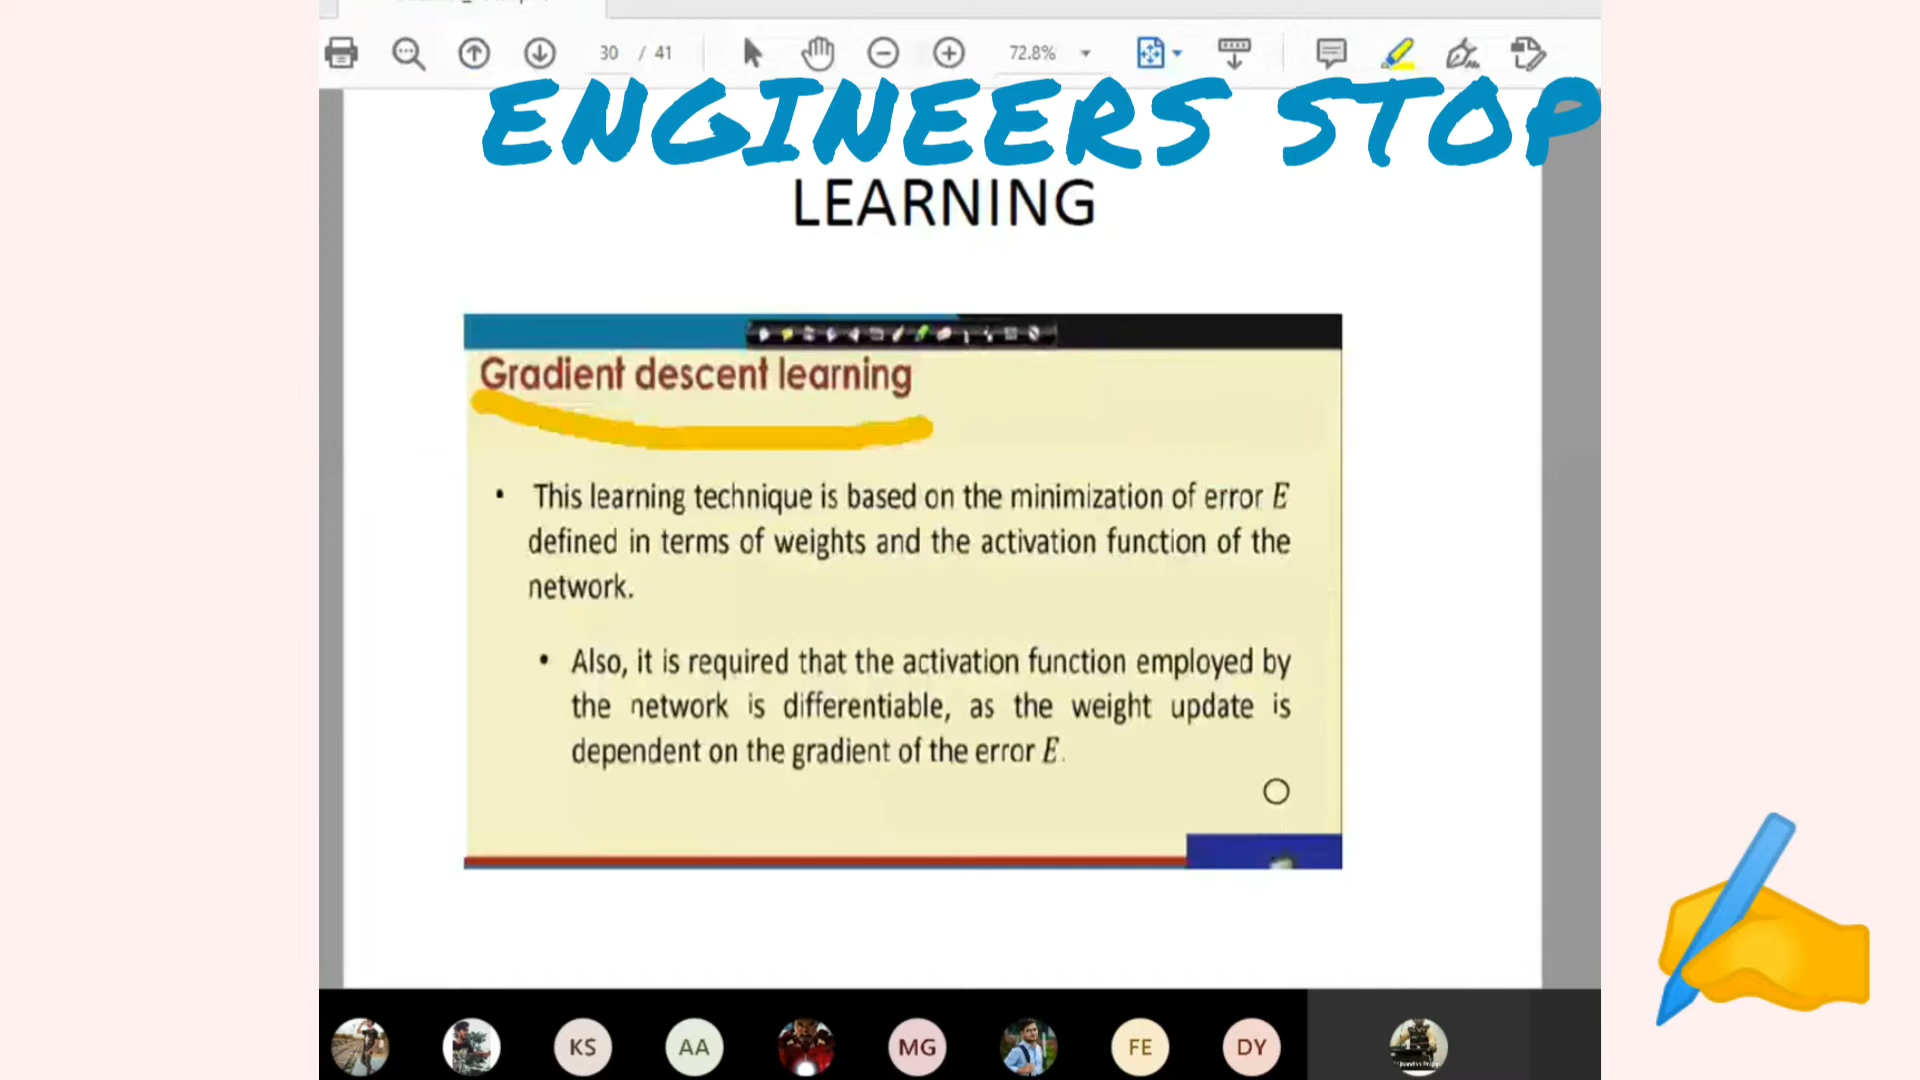 30 / 41
72.8%
ENGINEERS STOP
LEARNING
Gradient descent learning
• This learning technique is based on the minimization of error E
defined in terms of weights and the activation function of the
network.
• Also, it is required that the activation function employed by
the network is differentiable, as the weight update is
dependent on the gradient of the error E.
KS
AA
MG
FE
DY